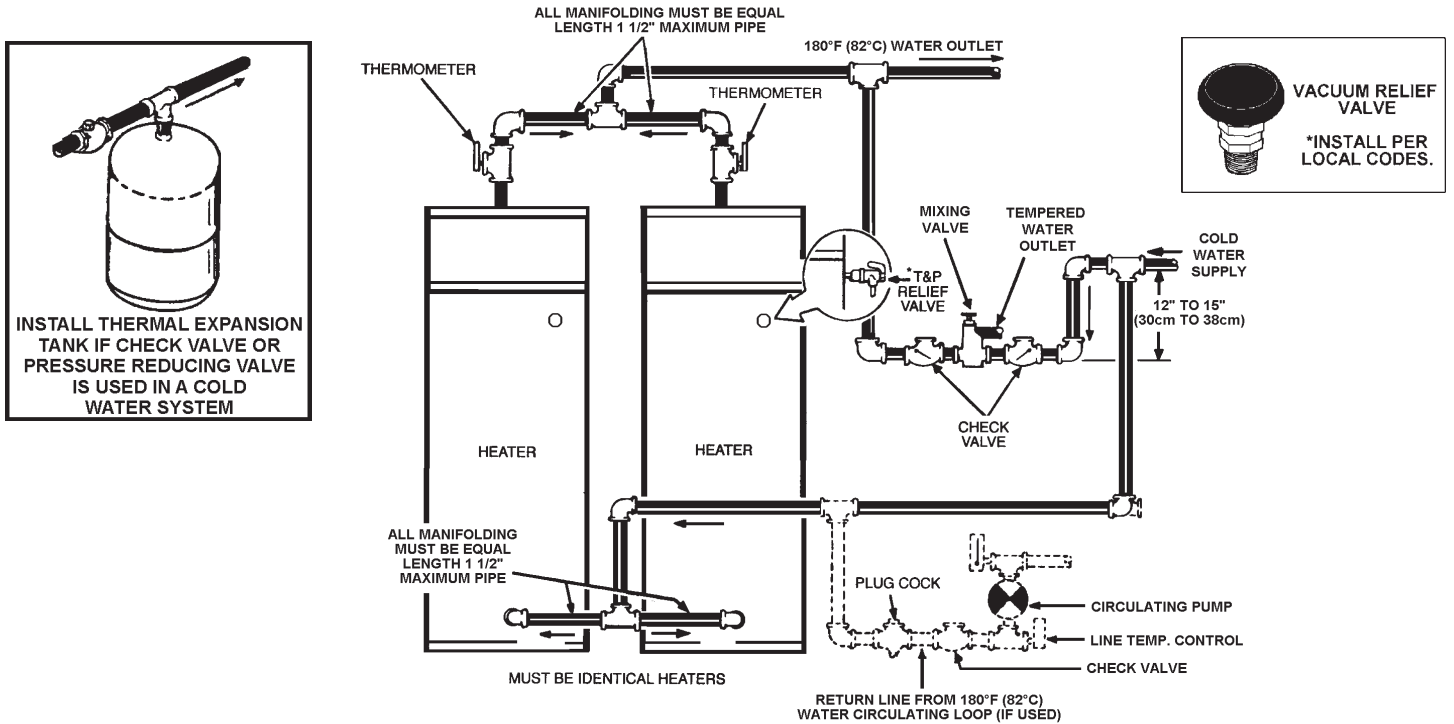 ALL MANIFOLDING MUST BE EQUAL
LENGTH 1 1/2" MAXIMUM PIPE
180°F (82°C) WATER OUTLET
THERMOMETER
THERMOMETER
VACUUM RELIEF
VALVE
*INSTALL PER
LOCAL CODES.
MIXING
VALVE
TEMPERED
WATER
OUTLET
COLD
WATER
SUPPLY
*T&P
RELIEF
VALVE
12" TO 15"
(30cm TO 38cm)
INSTALL THERMAL EXPANSION
TANK IF CHECK VALVE OR
PRESSURE REDUCING VALVE
IS USED IN A COLD
WATER SYSTEM
CHECK
VALVE
HEATER
HEATER
ALL MANIFOLDING
MUST BE EQUAL
LENGTH 1 1/2"
MAXIMUM PIPE
PLUG COCK
CIRCULATING PUMP
LINE TEMP. CONTROL
CHECK VALVE
MUST BE IDENTICAL HEATERS
RETURN LINE FROM 180°F (82°C)
WATER CIRCULATING LOOP (IF USED)